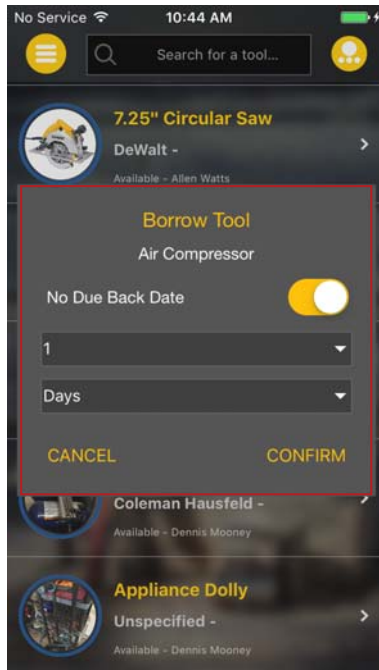 No Service 10:44 AM
Search for a tool...
7.25" Circular Saw
DeWalt -
Available - Allen Watts
Borrow Tool
Air Compressor
No Due Back Date
1
Days
CANCEL CONFIRM
Coleman Hausfeld -
Available - Dennis Mooney
Appliance Dolly
Unspecified -
Available - Dennis Mooney